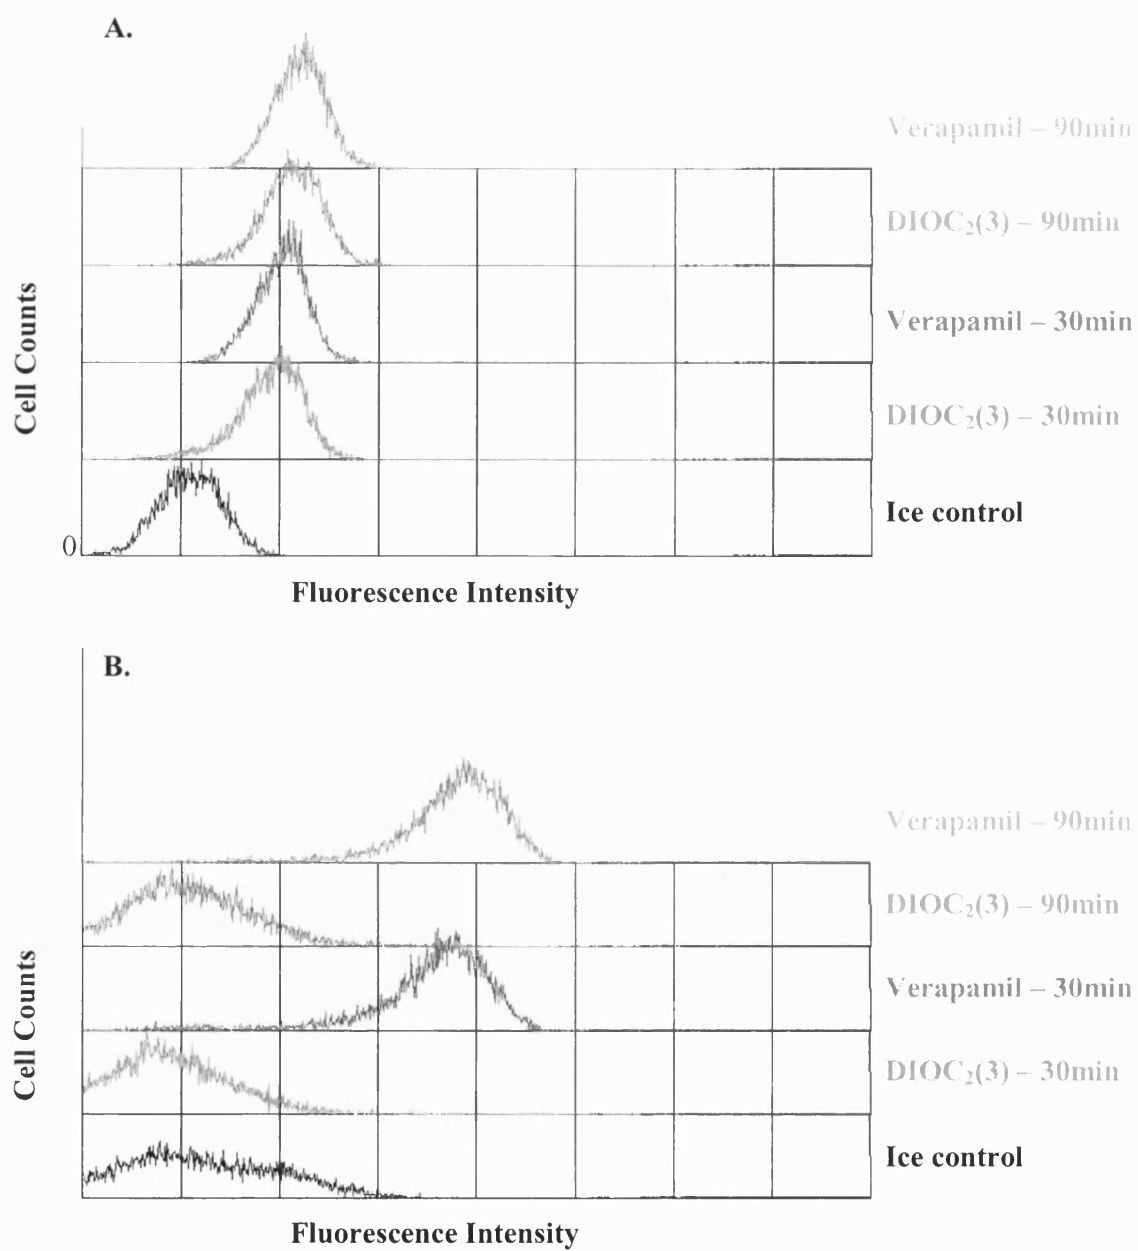 A.
Verapamil – 90min
DIOC₂(3) – 90min
Verapamil – 30min
DIOC₂(3) – 30min
Ice control
Cell Counts
0
Fluorescence Intensity
B.
Verapamil – 90min
DIOC₂(3) – 90min
Verapamil – 30min
DIOC₂(3) – 30min
Ice control
Cell Counts
Fluorescence Intensity